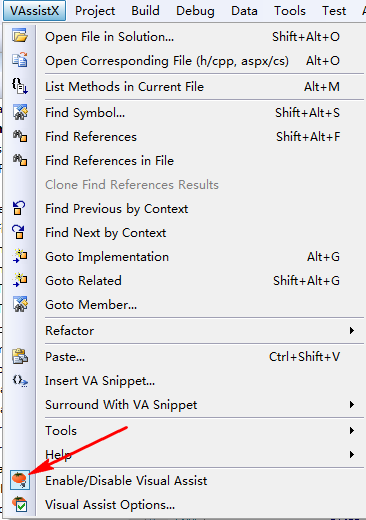 VAssistX Project Build Debug Data Tools Test
Open File in Solution... Shift+Alt+O
Open Corresponding File (h/cpp, aspx/cs) Alt+O
List Methods in Current File Alt+M
Find Symbol... Shift+Alt+S
Find References Shift+Alt+F
Find References in File
Clone Find References Results
Find Previous by Context
Find Next by Context
Goto Implementation Alt+G
Goto Related Shift+Alt+G
Goto Member...
Refactor
Paste... Ctrl+Shift+V
Insert VA Snippet...
Surround With VA Snippet
Tools
Help
Enable/Disable Visual Assist
Visual Assist Options...